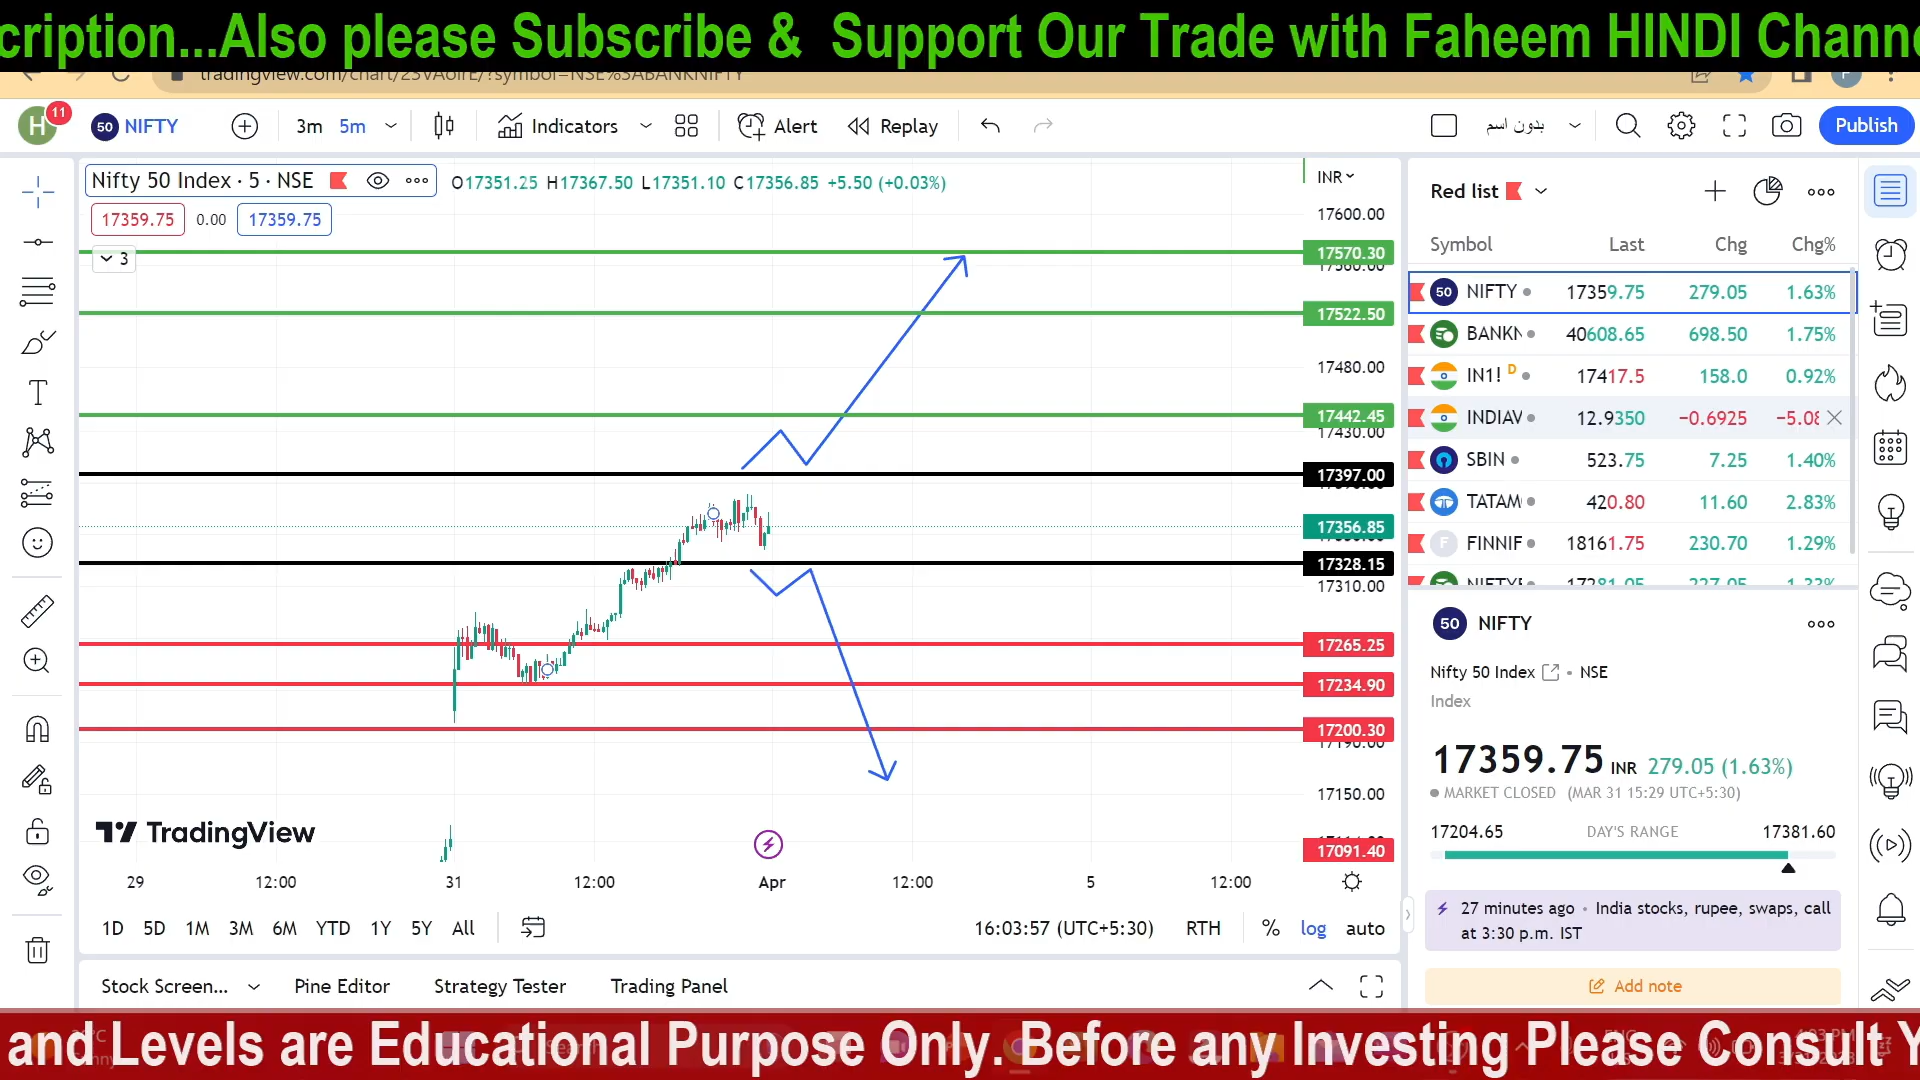 cription...Also please Subscribe & Support Our Trade with Faheem HINDI Chann
H 11 50 NIFTY 3m 5m Indicators Alert Replay بدون اسم Publish
Nifty 50 Index · 5 · NSE O17351.25 H17367.50 L17351.10 C17356.85 +5.50 (+0.03%)
17359.75 0.00 17359.75
3
INR
17600.00
17570.30
17522.50
17480.00
17442.45
17430.00
17397.00
17356.85
17328.15
17310.00
17265.25
17234.90
17200.30
17190.00
17150.00
17091.40
TradingView
29 12:00 31 12:00 Apr 12:00 5 12:00
1D 5D 1M 3M 6M YTD 1Y 5Y All 16:03:57 (UTC+5:30) RTH % log auto
Stock Screen... Pine Editor Strategy Tester Trading Panel
Red list
Symbol Last Chg Chg%
50 NIFTY 17359.75 279.05 1.63%
BANKN 40608.65 698.50 1.75%
IN1! D 17417.5 158.0 0.92%
INDIAV 12.9350 −0.6925 −5.08
SBIN 523.75 7.25 1.40%
TATAM 420.80 11.60 2.83%
F FINNIF 18161.75 230.70 1.29%
50 NIFTY
Nifty 50 Index • NSE
Index
17359.75 INR 279.05 (1.63%)
MARKET CLOSED (MAR 31 15:29 UTC+5:30)
17204.65 DAY'S RANGE 17381.60
27 minutes ago • India stocks, rupee, swaps, call
at 3:30 p.m. IST
Add note
and Levels are Educational Purpose Only. Before any Investing Please Consult Y